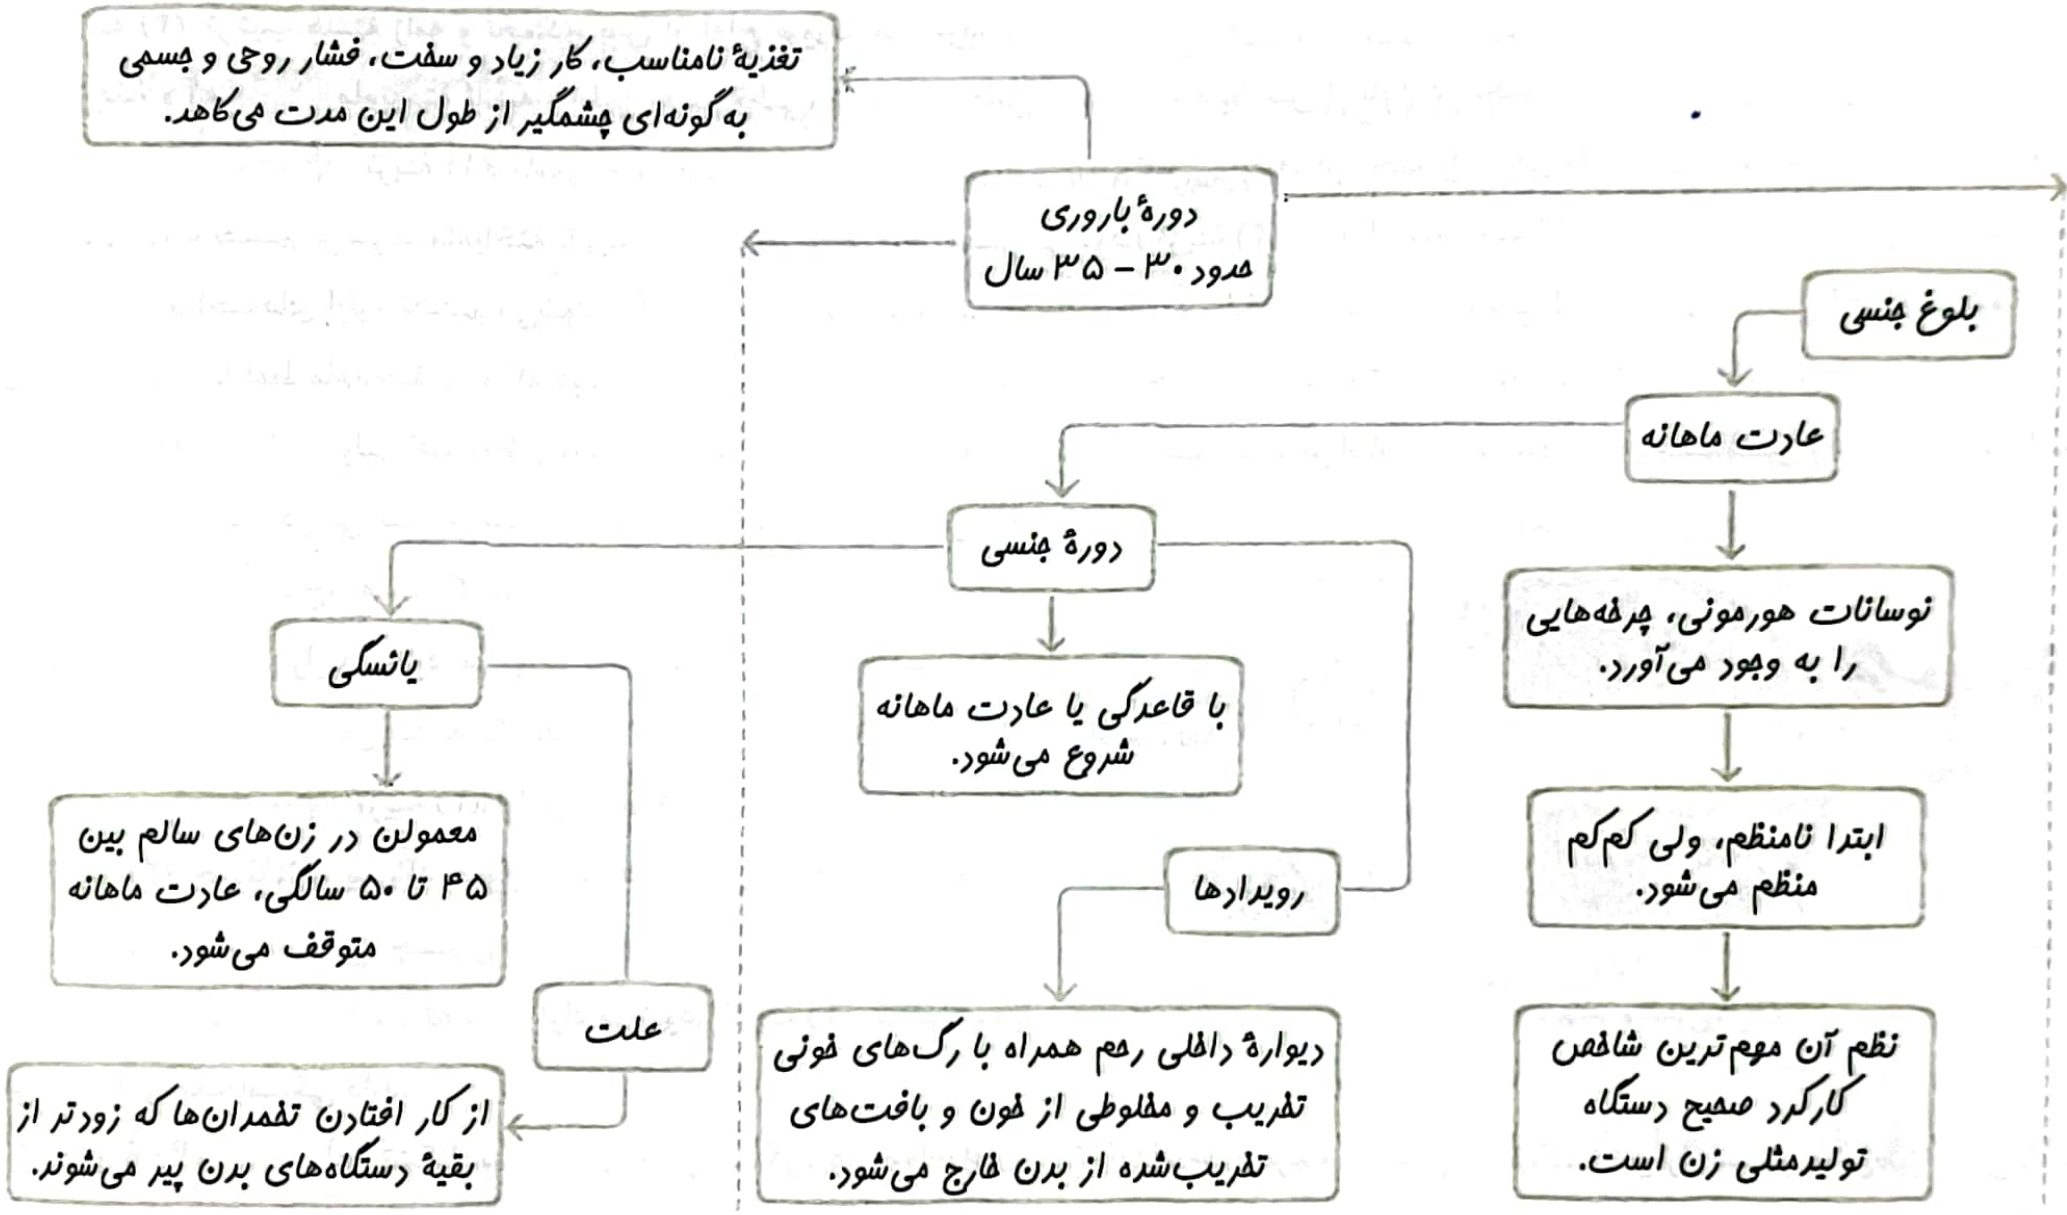 تغذیهٔ نامناسب، کار زیاد و سخت، فشار روحی و جسمی
به گونه‌ای چشمگیر از طول این مدت می‌کاهد.
دورهٔ باروری
حدود ۳۰ – ۳۵ سال
بلوغ جنسی
عادت ماهانه
نوسانات هورمونی، چرخه‌هایی
را به وجود می‌آورد.
ابتدا نامنظم، ولی کم‌کم
منظم می‌شود.
نظم آن مهم‌ترین شاخص
کارکرد صحیح دستگاه
تولیدمثلی زن است.
دورهٔ جنسی
با قاعدگی یا عادت ماهانه
شروع می‌شود.
رویدادها
دیوارهٔ داخلی رحم همراه با رگ‌های خونی
تخریب و مخلوطی از خون و بافت‌های
تخریب‌شده از بدن خارج می‌شود.
یائسگی
معمولن در زن‌های سالم بین
۴۵ تا ۵۰ سالگی، عادت ماهانه
متوقف می‌شود.
علت
از کار افتادن تخمدان‌ها که زودتر از
بقیهٔ دستگاه‌های بدن پیر می‌شوند.